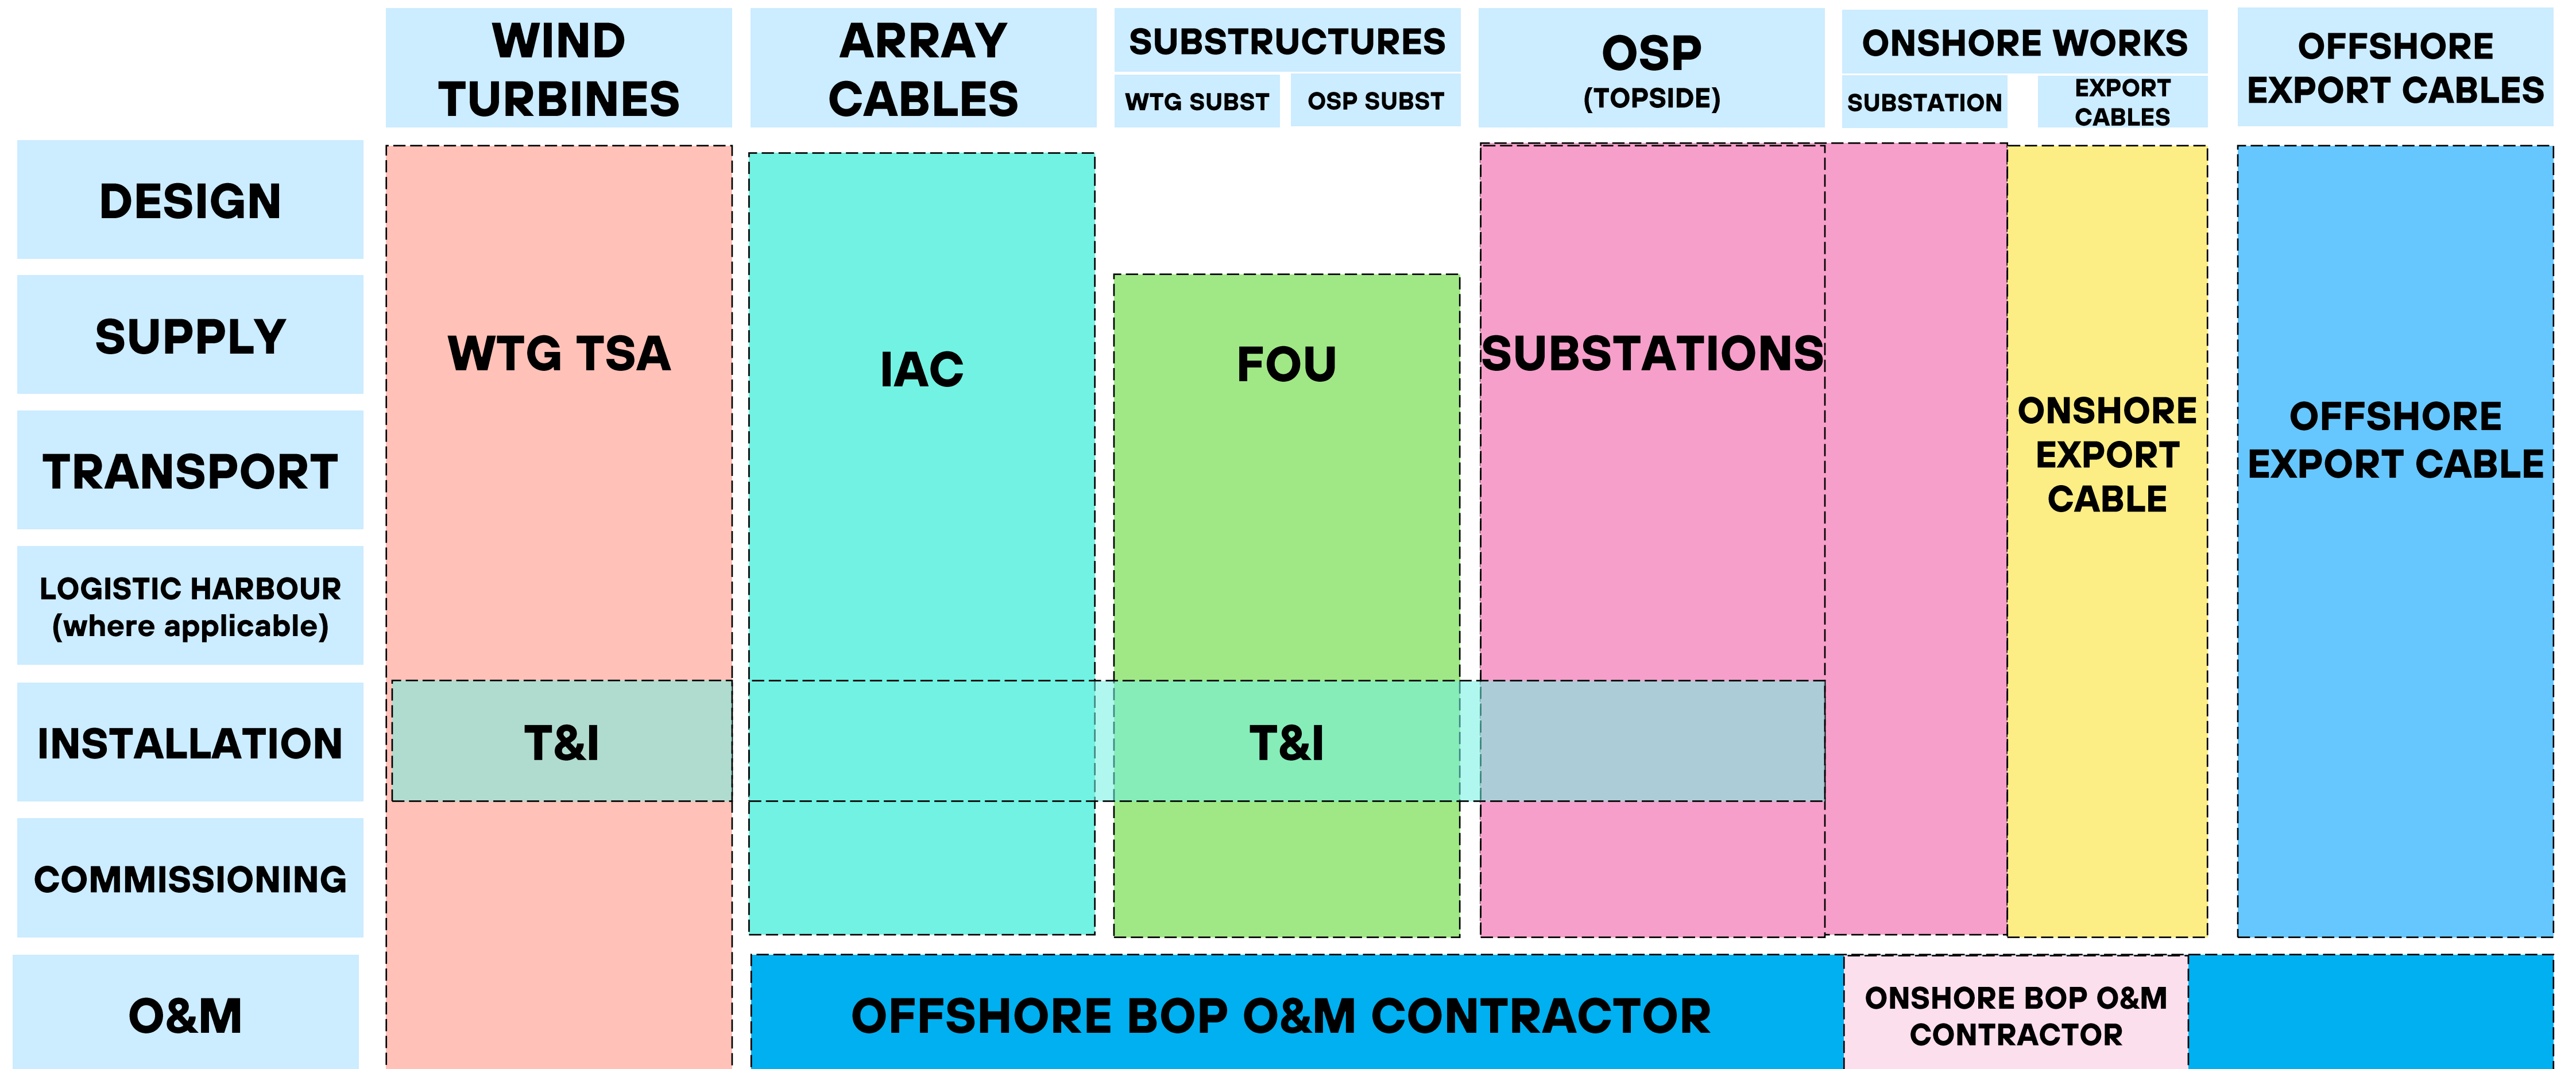 WIND
TURBINES
ARRAY
CABLES
SUBSTRUCTURES
WTG SUBST
OSP SUBST
OSP
(TOPSIDE)
ONSHORE WORKS
SUBSTATION
EXPORT
CABLES
OFFSHORE
EXPORT CABLES
DESIGN
SUPPLY
WTG TSA
IAC
FOU
SUBSTATIONS
TRANSPORT
ONSHORE
EXPORT
CABLE
OFFSHORE
EXPORT CABLE
LOGISTIC HARBOUR
(where applicable)
INSTALLATION
T&I
T&I
COMMISSIONING
O&M
OFFSHORE BOP O&M CONTRACTOR
ONSHORE BOP O&M
CONTRACTOR